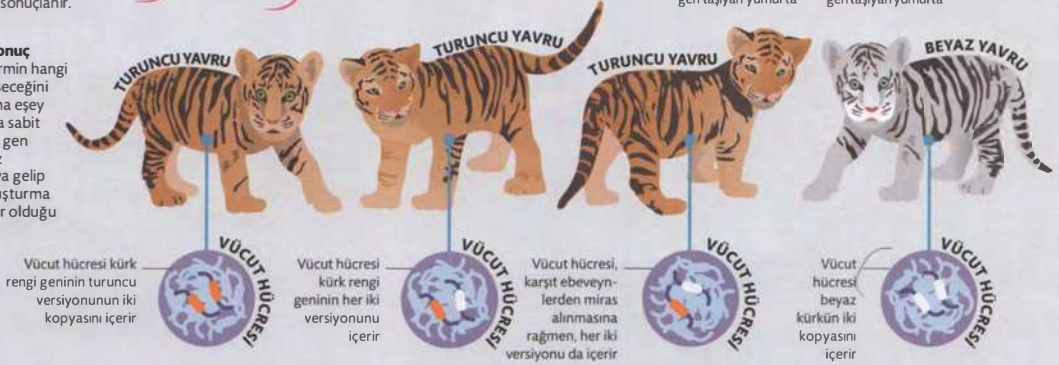 sonuçlanır.
gen taşıyan yumurta
gen taşıyan yumurta
onuç
rmin hangi
eceğini
na eşey
a sabit
gen
z
ya gelip
uşturma
r olduğu
TURUNCU YAVRU
TURUNCU YAVRU
TURUNCU YAVRU
BEYAZ YAVRU
Vücut hücresi kürk
rengi geninin turuncu
versiyonunun iki
kopyasını içerir
VÜCUT HÜCRESİ
Vücut hücresi
kürk rengi
geninin her iki
versiyonunu
içerir
VÜCUT HÜCRESİ
Vücut hücresi,
karşıt ebeveyn-
lerden miras
alınmasına
rağmen, her iki
versiyonu da içerir
VÜCUT HÜCRESİ
Vücut
hücresi
beyaz
kürkün iki
kopyasını
içerir
VÜCUT HÜCRESİ